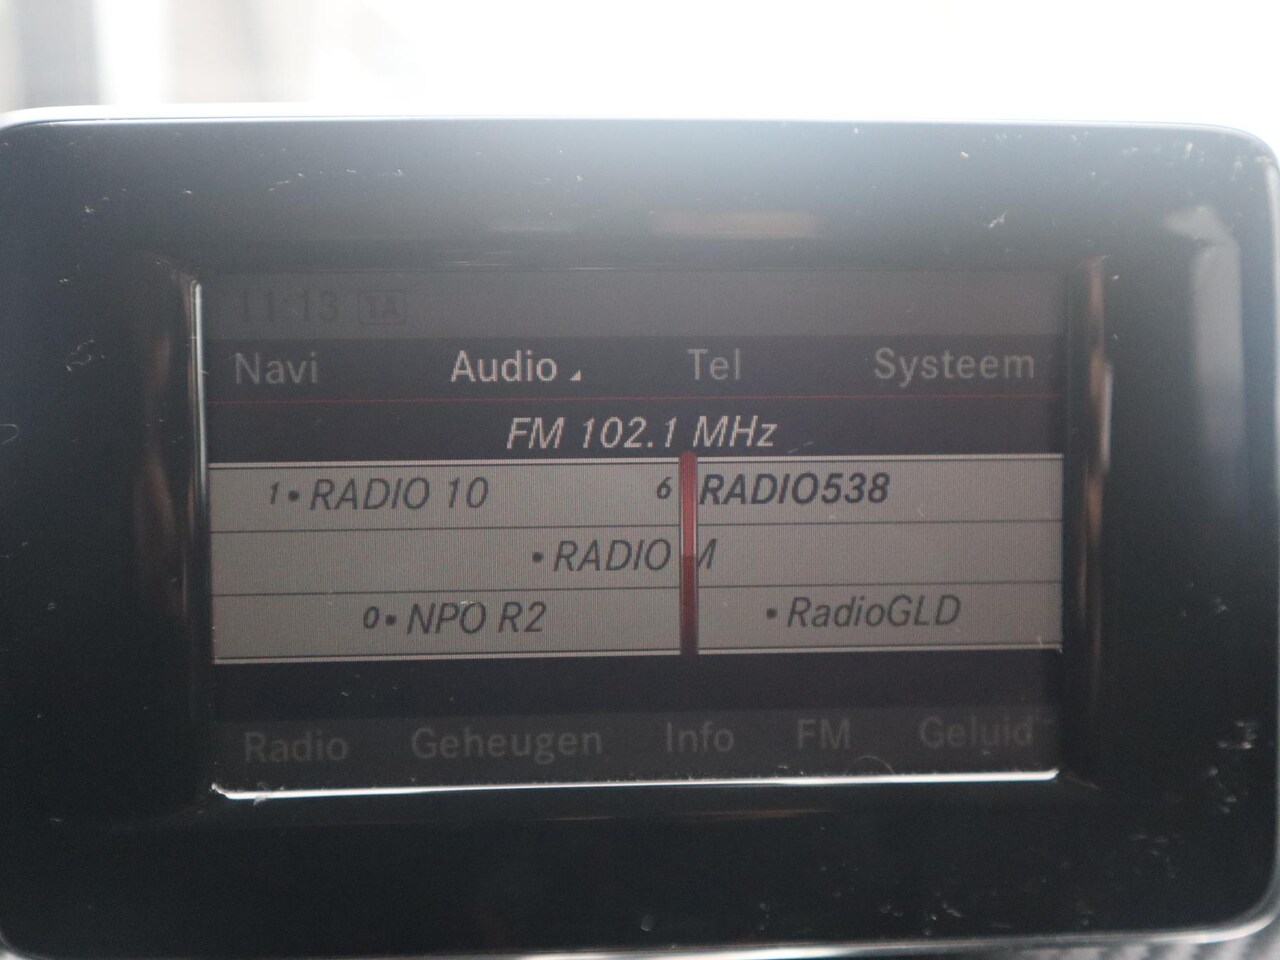 11:13 TA
Navi Audio Tel Systeem
FM 102.1 MHz
1•RADIO 10 6 RADIO538
•RADIO M
0•NPO R2 •RadioGLD
Radio Geheugen Info FM Geluid